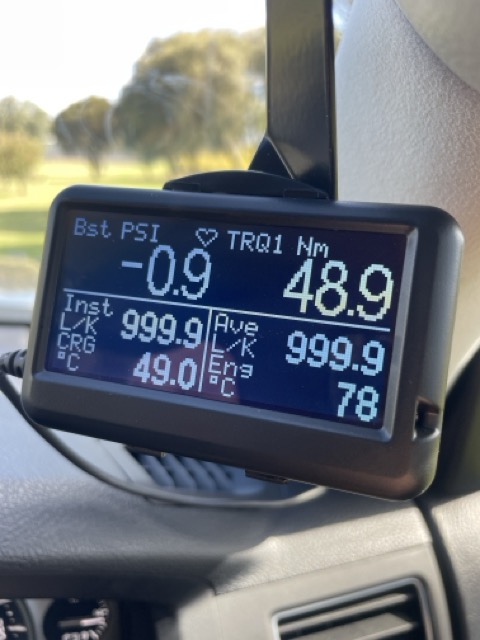 Bst PSI ♡ TRQ1 Nm
-0.9 48.9
Inst L/K 999.9
CRG °C 49.0
Ave L/K 999.9
Eng °C 78